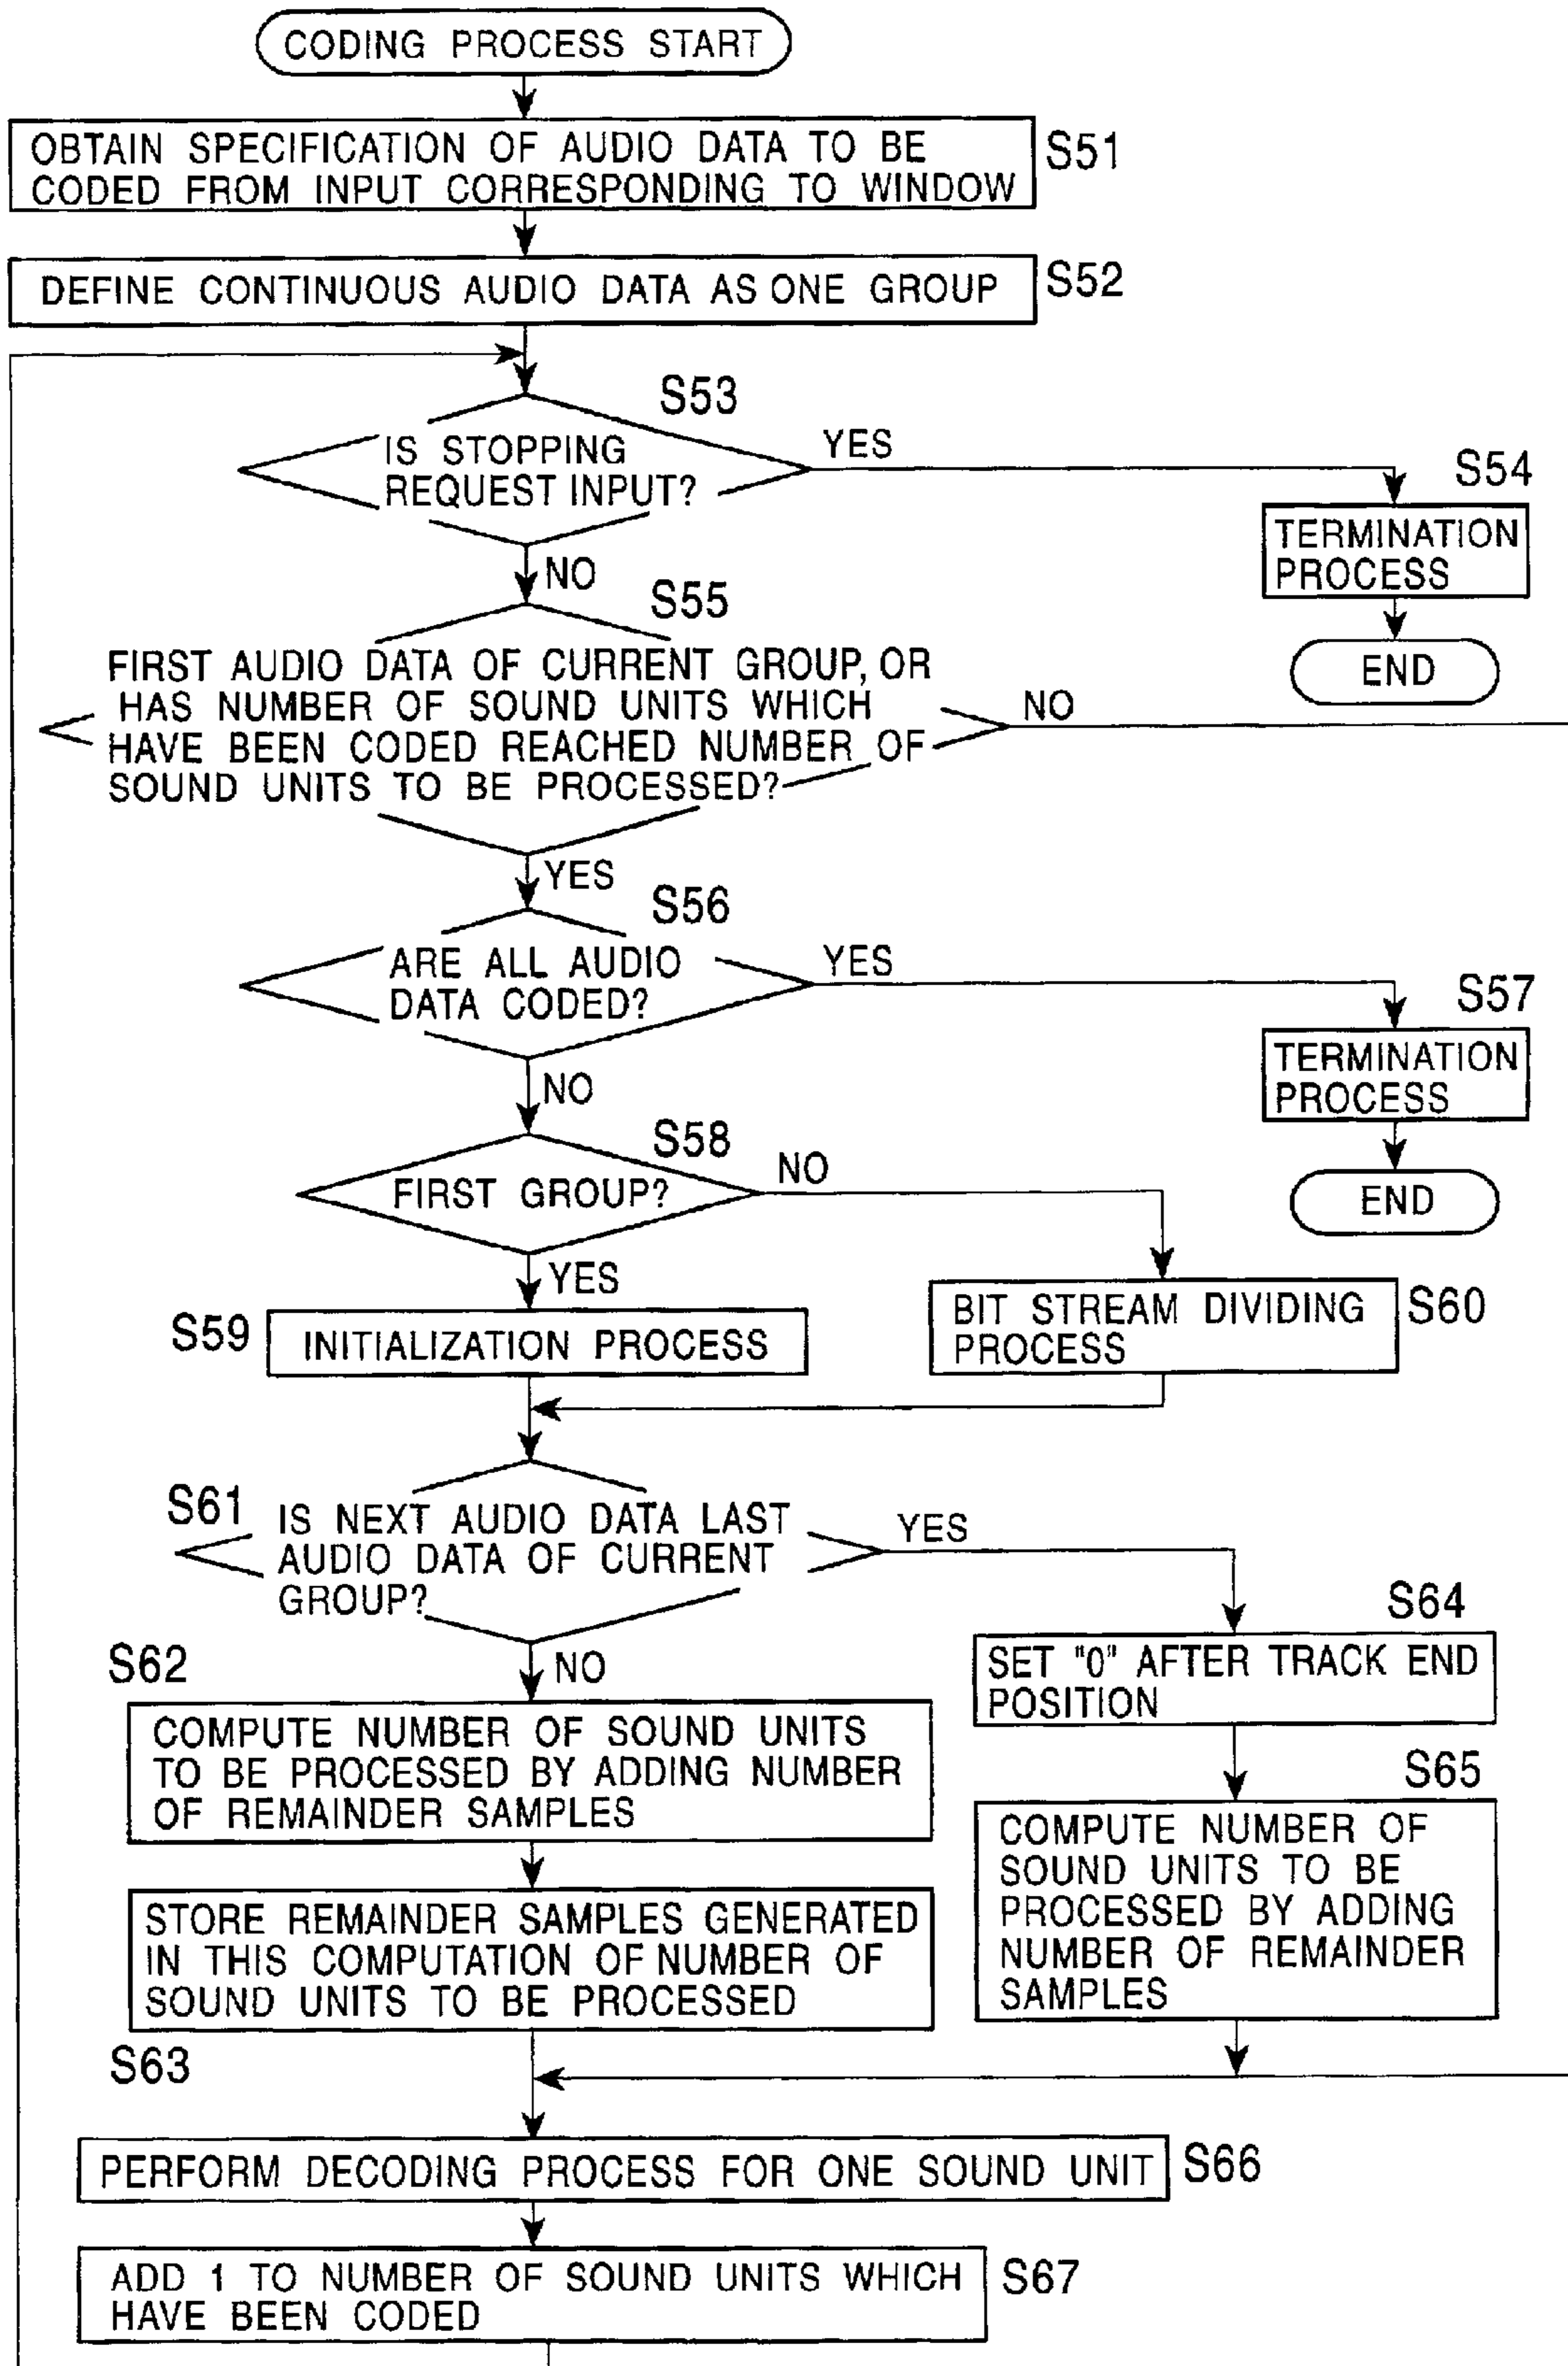 CODING PROCESS START
OBTAIN SPECIFICATION OF AUDIO DATA TO BE
CODED FROM INPUT CORRESPONDING TO WINDOW
S51
DEFINE CONTINUOUS AUDIO DATA AS ONE GROUP
S52
S53
IS STOPPING
REQUEST INPUT?
YES
S54
TERMINATION
PROCESS
END
NO
S55
FIRST AUDIO DATA OF CURRENT GROUP, OR
HAS NUMBER OF SOUND UNITS WHICH
HAVE BEEN CODED REACHED NUMBER OF
SOUND UNITS TO BE PROCESSED?
NO
YES
S56
ARE ALL AUDIO
DATA CODED?
YES
S57
TERMINATION
PROCESS
END
NO
S58
FIRST GROUP?
NO
YES
S59
INITIALIZATION PROCESS
BIT STREAM DIVIDING
PROCESS
S60
S61
IS NEXT AUDIO DATA LAST
AUDIO DATA OF CURRENT
GROUP?
YES
NO
S62
COMPUTE NUMBER OF SOUND UNITS
TO BE PROCESSED BY ADDING NUMBER
OF REMAINDER SAMPLES
S64
SET "0" AFTER TRACK END
POSITION
S65
COMPUTE NUMBER OF
SOUND UNITS TO BE
PROCESSED BY ADDING
NUMBER OF REMAINDER
SAMPLES
STORE REMAINDER SAMPLES GENERATED
IN THIS COMPUTATION OF NUMBER OF
SOUND UNITS TO BE PROCESSED
S63
PERFORM DECODING PROCESS FOR ONE SOUND UNIT
S66
ADD 1 TO NUMBER OF SOUND UNITS WHICH
HAVE BEEN CODED
S67